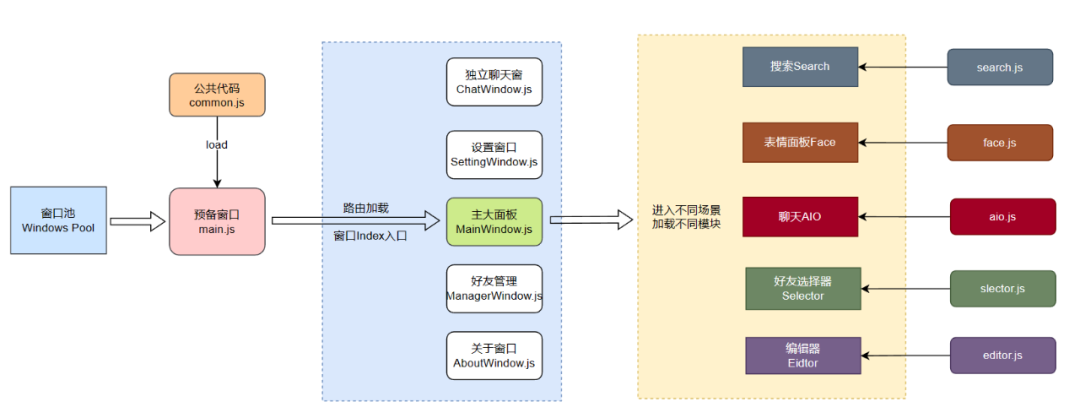 窗口池
Windows Pool
公共代码
common.js
load
预备窗口
main.js
路由加载
窗口Index入口
独立聊天窗
ChatWindow.js
设置窗口
SettingWindow.js
主大面板
MainWindow.js
好友管理
ManagerWindow.js
关于窗口
AboutWindow.js
进入不同场景
加载不同模块
搜索Search
search.js
表情面板Face
face.js
聊天AIO
aio.js
好友选择器
Selector
slector.js
编辑器
Eidtor
editor.js